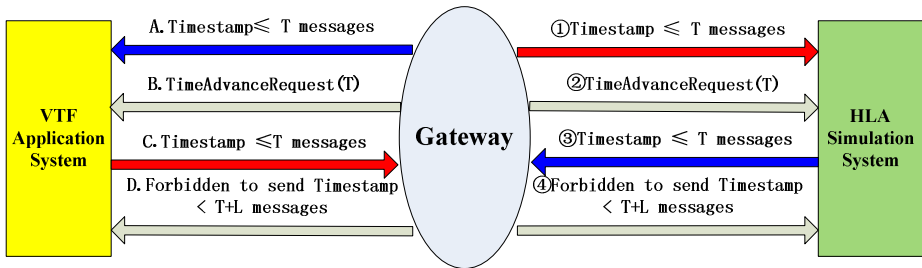 A.Timestamp≤ T messages
①Timestamp ≤ T messages
B.TimeAdvanceRequest(T)
②TimeAdvanceRequest(T)
VTF
Application
System
Gateway
HLA
Simulation
System
C.Timestamp ≤T messages
③Timestamp ≤ T messages
D.Forbidden to send Timestamp
< T+L messages
④Forbidden to send Timestamp
< T+L messages